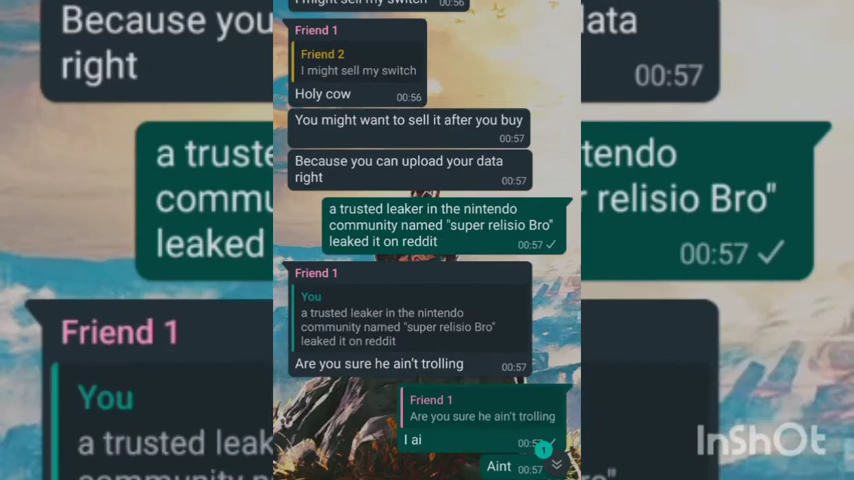 I might sell my switch 00:56
Friend 1
Friend 2
I might sell my switch
Holy cow 00:56
You might want to sell it after you buy
00:57
Because you can upload your data
right 00:57
a trusted leaker in the nintendo
community named "super relisio Bro"
leaked it on reddit 00:57
Friend 1
You
a trusted leaker in the nintendo
community named "super relisio Bro"
leaked it on reddit
Are you sure he ain't trolling 00:57
Friend 1
Are you sure he ain't trolling
I ai
1
Aint 00:57
Because you
right
data
00:57
a truste
commu
leaked
ntendo
relisio Bro"
00:57
Friend 1
You
a trusted leak
InShOt